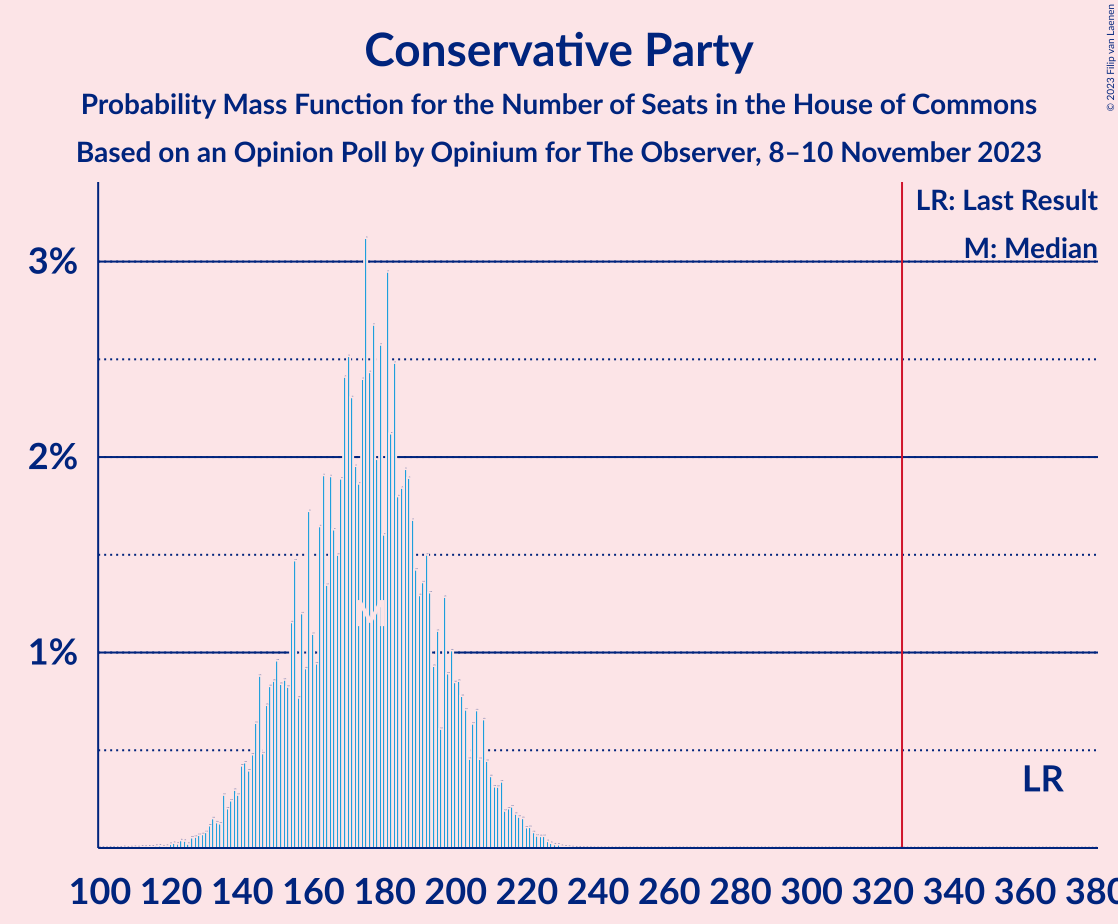 Conservative Party
Probability Mass Function for the Number of Seats in the House of Commons
Based on an Opinion Poll by Opinium for The Observer, 8–10 November 2023
© 2023 Filip van Laenen
LR: Last Result
M: Median
3%
2%
1%
M
LR
100 120 140 160 180 200 220 240 260 280 300 320 340 360 380